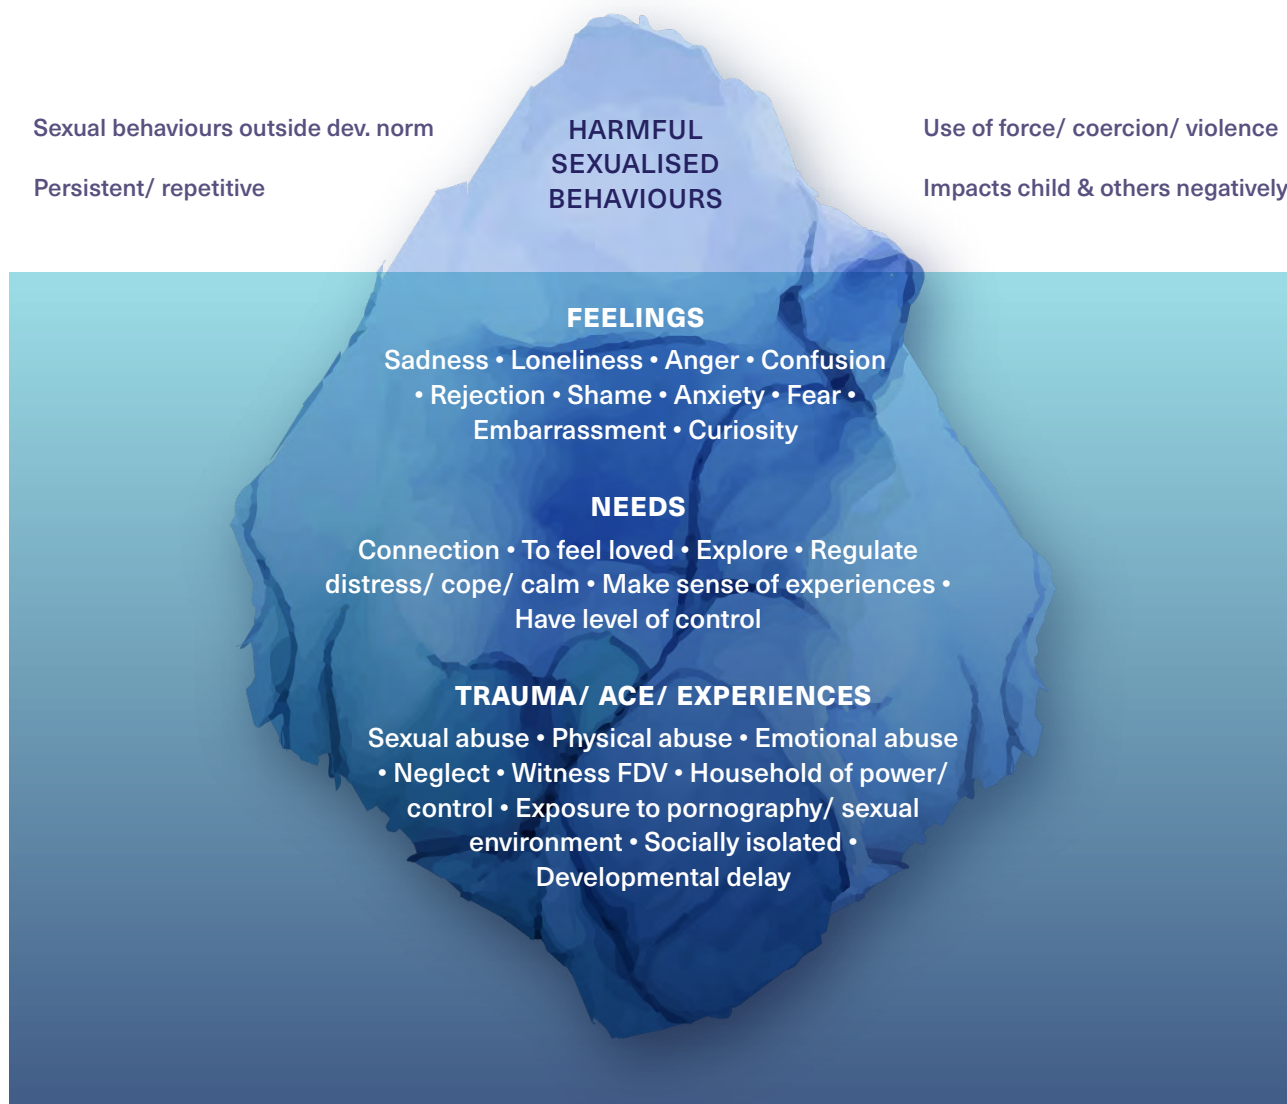 Sexual behaviours outside dev. norm
Persistent/ repetitive
HARMFUL
SEXUALISED
BEHAVIOURS
Use of force/ coercion/ violence
Impacts child & others negatively
FEELINGS
Sadness • Loneliness • Anger • Confusion
• Rejection • Shame • Anxiety • Fear •
Embarrassment • Curiosity
NEEDS
Connection • To feel loved • Explore • Regulate
distress/ cope/ calm • Make sense of experiences •
Have level of control
TRAUMA/ ACE/ EXPERIENCES
Sexual abuse • Physical abuse • Emotional abuse
• Neglect • Witness FDV • Household of power/
control • Exposure to pornography/ sexual
environment • Socially isolated •
Developmental delay